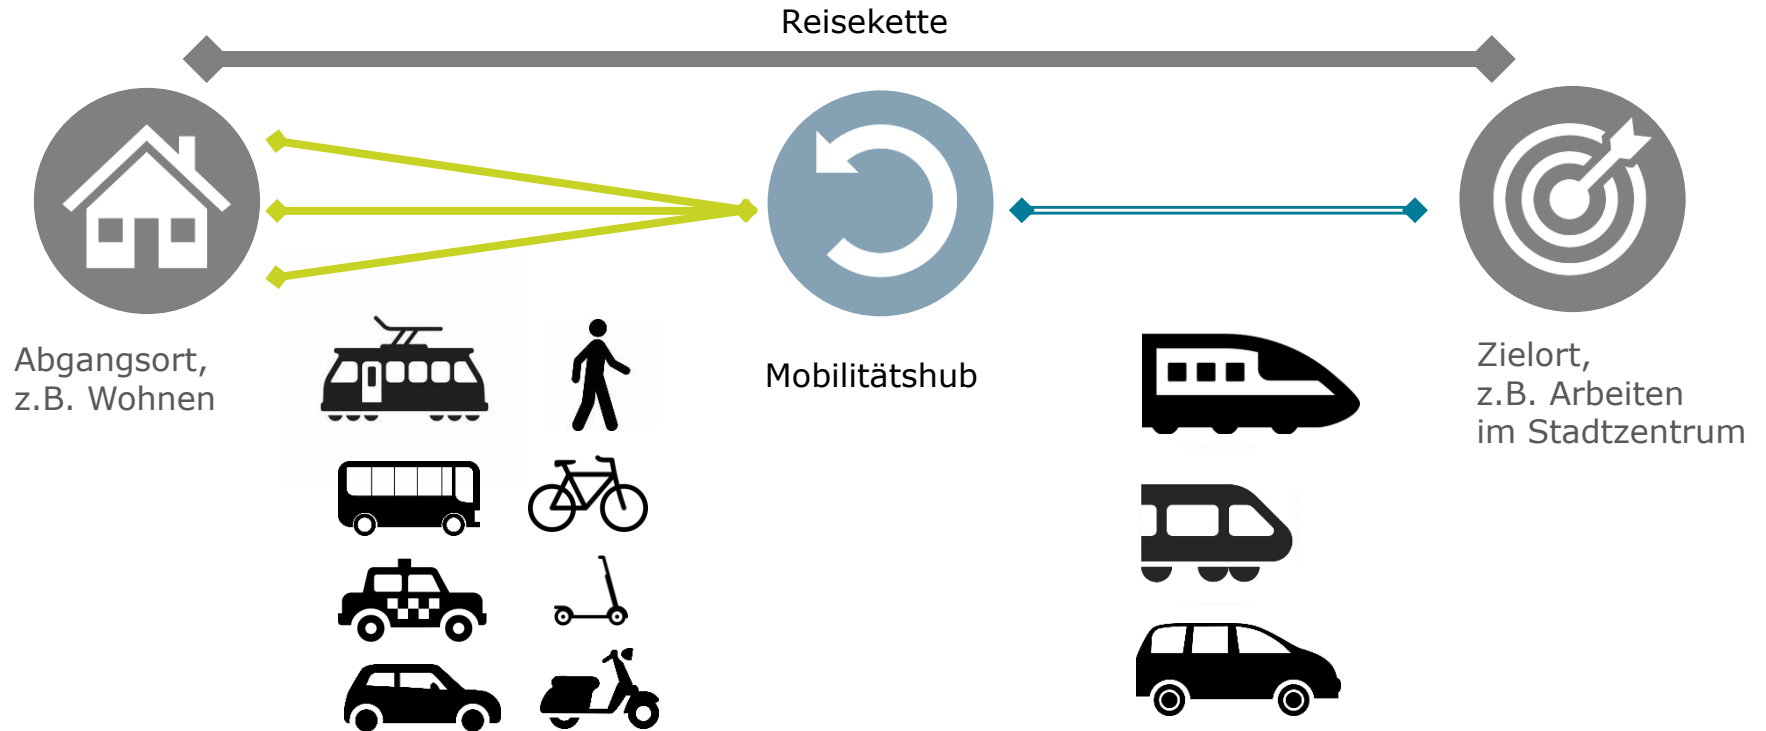 Reisekette
Abgangsort,
z.B. Wohnen
Mobilitätshub
Zielort,
z.B. Arbeiten
im Stadtzentrum